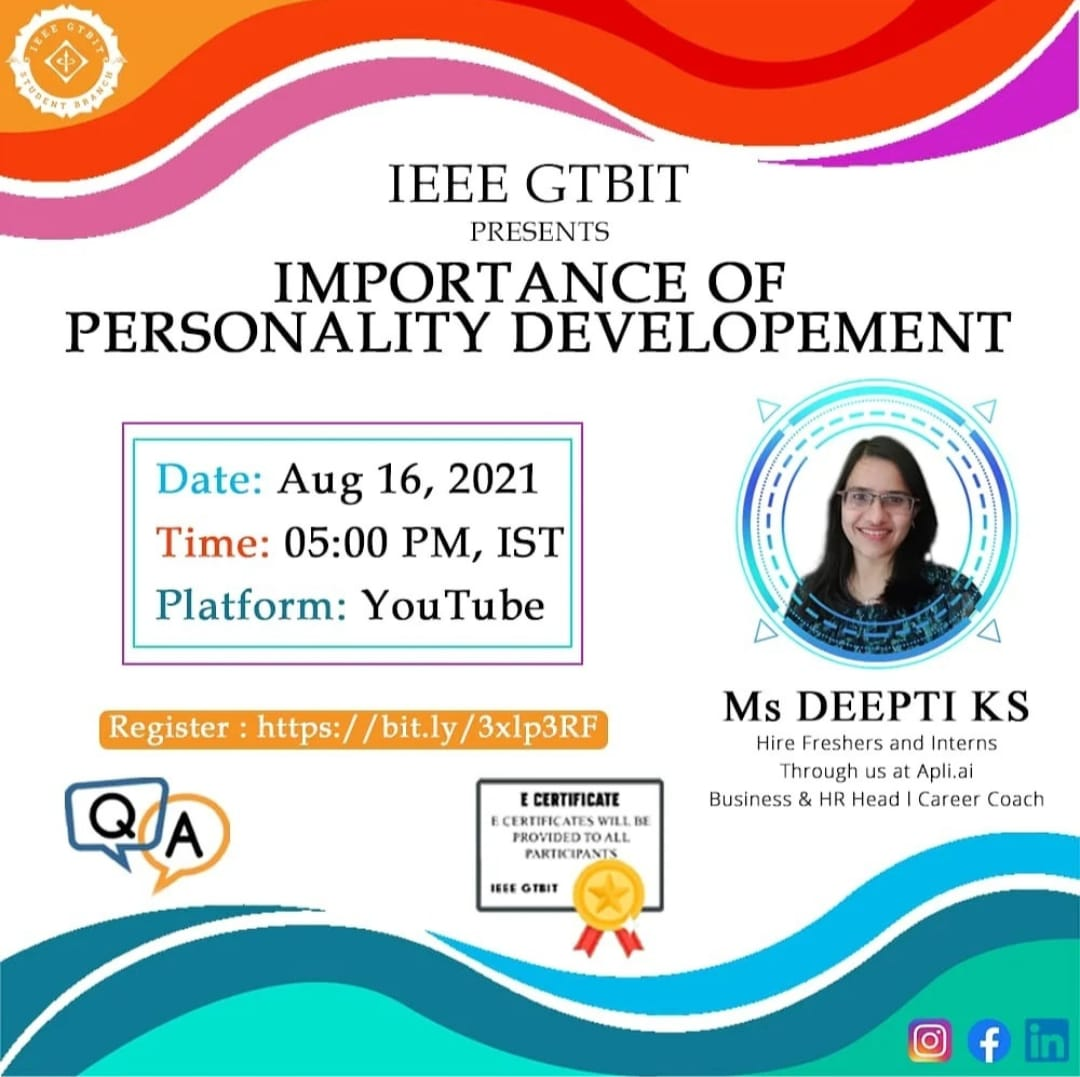 IEEE GTBIT
STUDENT BRANCH
IEEE GTBIT
PRESENTS
IMPORTANCE OF
PERSONALITY DEVELOPEMENT
Date: Aug 16, 2021
Time: 05:00 PM, IST
Platform: YouTube
Register : https://bit.ly/3xlp3RF
Ms DEEPTI KS
Hire Freshers and Interns
Through us at Apli.ai
Business & HR Head l Career Coach
Q A
E CERTIFICATE
E CERTIFICATES WILL BE
PROVIDED TO ALL
PARTICIPANTS
IEEE GTBIT
in